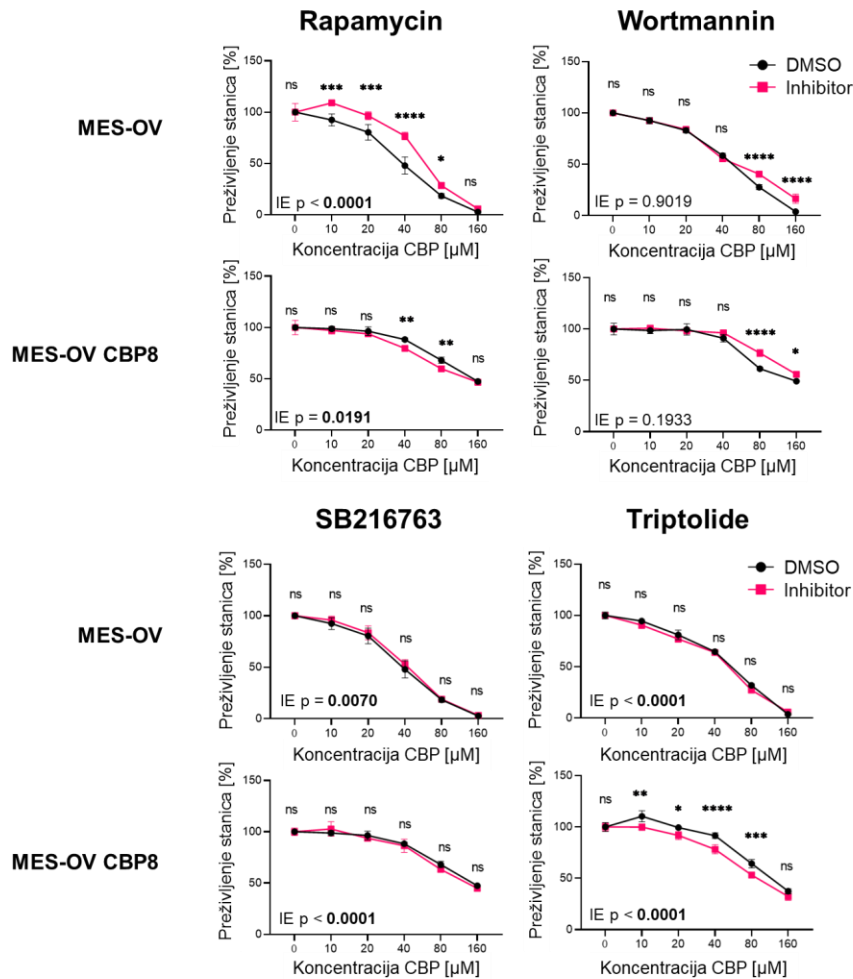 Rapamycin
Wortmannin
MES-OV
Preživljenje stanica [%]
150
100
50
0
ns
***
***
****
*
ns
IE p < 0.0001
0 10 20 40 80 160
Koncentracija CBP [µM]
Preživljenje stanica [%]
150
100
50
0
ns
ns
ns
ns
****
****
DMSO
Inhibitor
IE p = 0.9019
0 10 20 40 80 160
Koncentracija CBP [µM]
MES-OV CBP8
Preživljenje stanica [%]
150
100
50
0
ns
ns
ns
**
**
ns
IE p = 0.0191
0 10 20 40 80 160
Koncentracija CBP [µM]
Preživljenje stanica [%]
150
100
50
0
ns
ns
ns
ns
****
*
IE p = 0.1933
0 10 20 40 80 160
Koncentracija CBP [µM]
SB216763
Triptolide
MES-OV
Preživljenje stanica [%]
150
100
50
0
ns
ns
ns
ns
ns
ns
IE p = 0.0070
0 10 20 40 80 160
Koncentracija CBP [µM]
Preživljenje stanica [%]
150
100
50
0
ns
ns
ns
ns
ns
ns
DMSO
Inhibitor
IE p < 0.0001
0 10 20 40 80 160
Koncentracija CBP [µM]
MES-OV CBP8
Preživljenje stanica [%]
150
100
50
0
ns
ns
ns
ns
ns
ns
IE p < 0.0001
0 10 20 40 80 160
Koncentracija CBP [µM]
Preživljenje stanica [%]
150
100
50
0
ns
**
*
****
***
ns
IE p < 0.0001
0 10 20 40 80 160
Koncentracija CBP [µM]